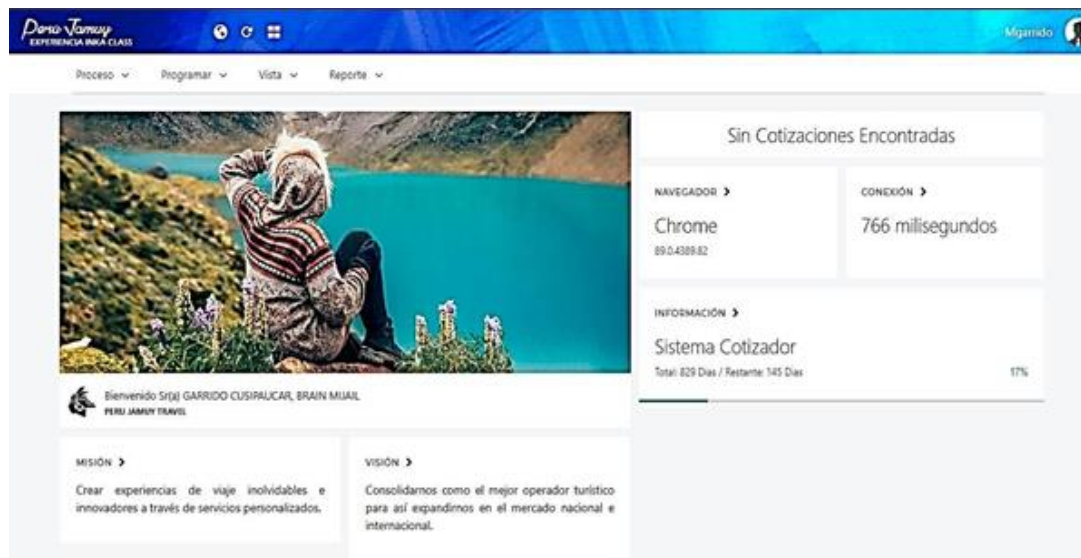 Perú Jamuy
EXPERIENCIA INKA CLASS
Mgarrido
Proceso
Programar
Vista
Reporte
Sin Cotizaciones Encontradas
NAVEGADOR
Chrome
89.0.4389.82
CONEXIÓN
766 milisegundos
INFORMACIÓN
Sistema Cotizador
Total: 829 Dias / Restante: 145 Dias
17%
Bienvenido Sr(a) GARRIDO CUSIPAUCAR, BRAIN MIJAIL
PERU JAMUY TRAVEL
MISIÓN
Crear experiencias de viaje inolvidables e
innovadores a través de servicios personalizados.
VISIÓN
Consolidarnos como el mejor operador turístico
para así expandirnos en el mercado nacional e
internacional.